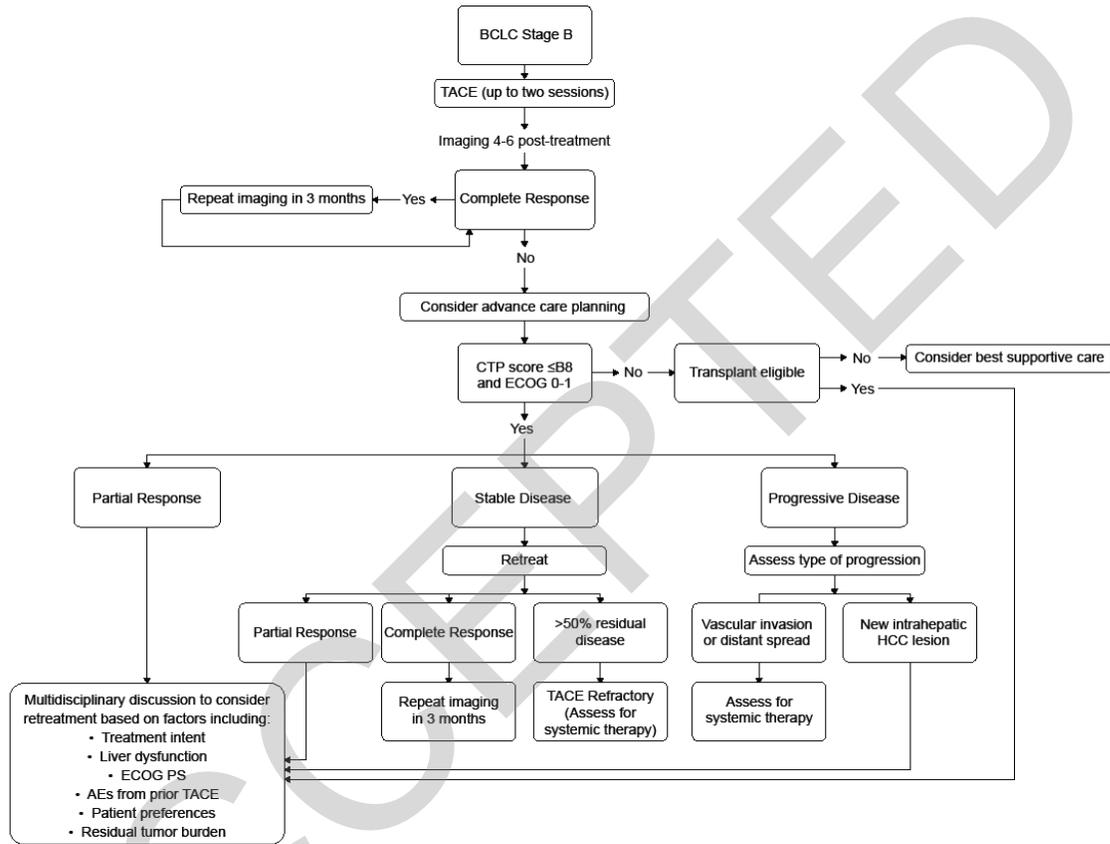 BCLC Stage B
TACE (up to two sessions)
Imaging 4-6 post-treatment
Repeat imaging in 3 months
Yes
Complete Response
No
Consider advance care planning
CTP score ≤B8
and ECOG 0-1
No
Transplant eligible
No
Consider best supportive care
Yes
Yes
Partial Response
Stable Disease
Progressive Disease
Retreat
Assess type of progression
Partial Response
Complete Response
>50% residual
disease
Vascular invasion
or distant spread
New intrahepatic
HCC lesion
Repeat imaging
in 3 months
TACE Refractory
(Assess for
systemic therapy)
Assess for
systemic therapy
Multidisciplinary discussion to consider
retreatment based on factors including:
• Treatment intent
• Liver dysfunction
• ECOG PS
• AEs from prior TACE
• Patient preferences
• Residual tumor burden
CCEPTED